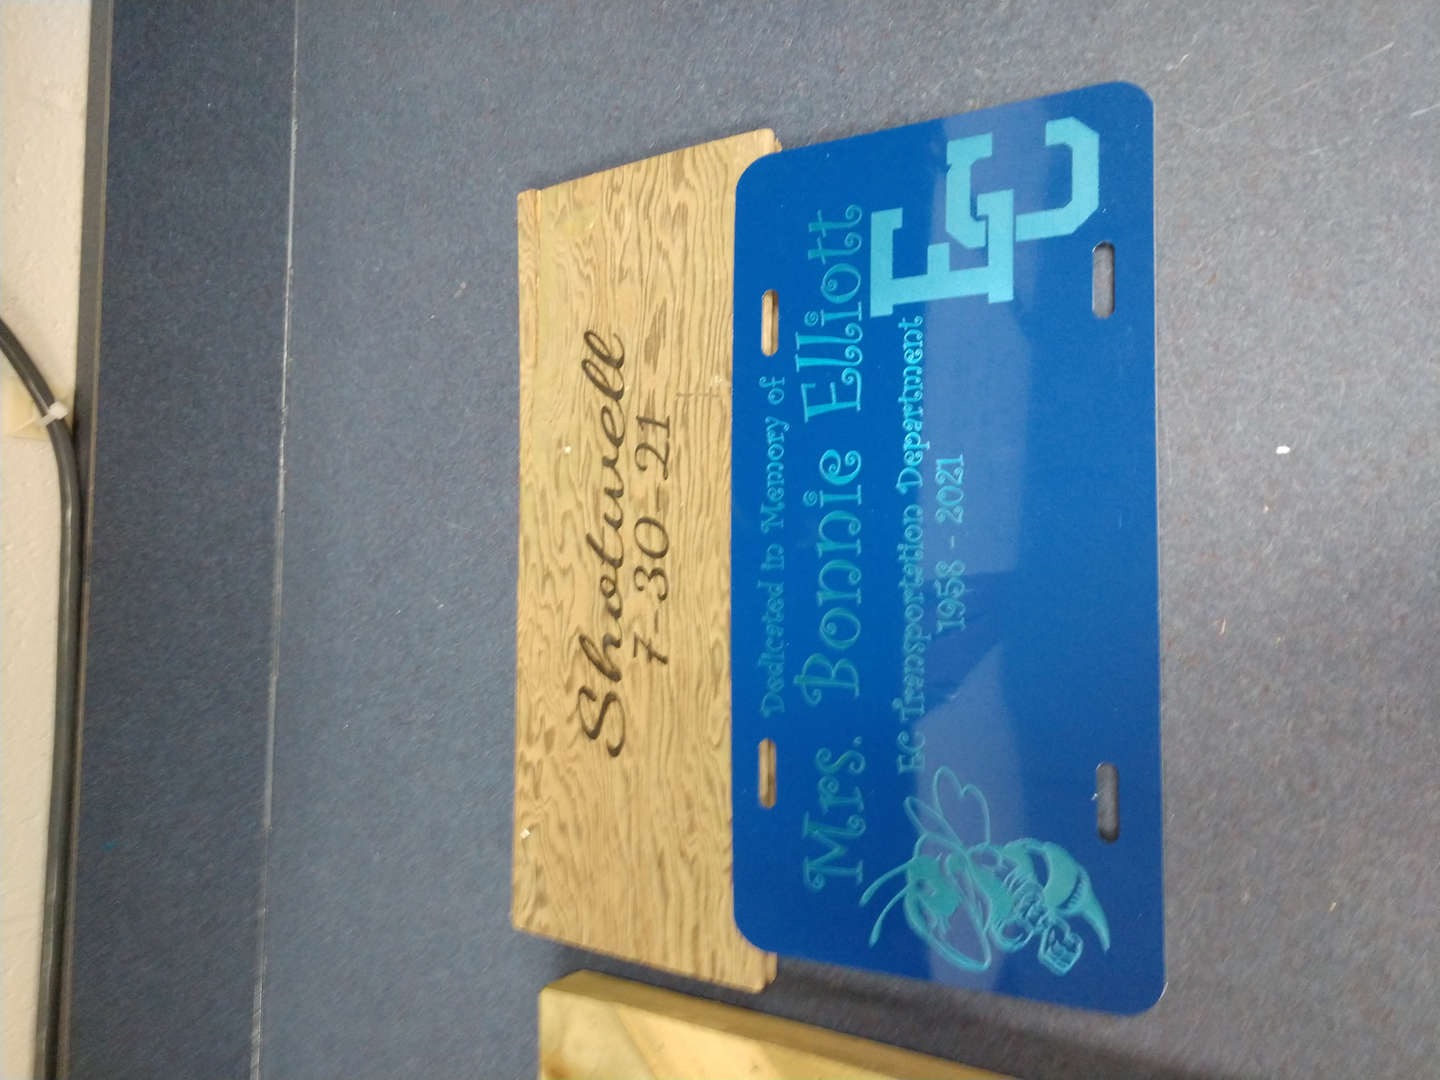 Shotwell
7-30-21
Dedicated in Memory of
Mrs. Bonnie Elliott
EC Transportation Department
1958 - 2021
EC